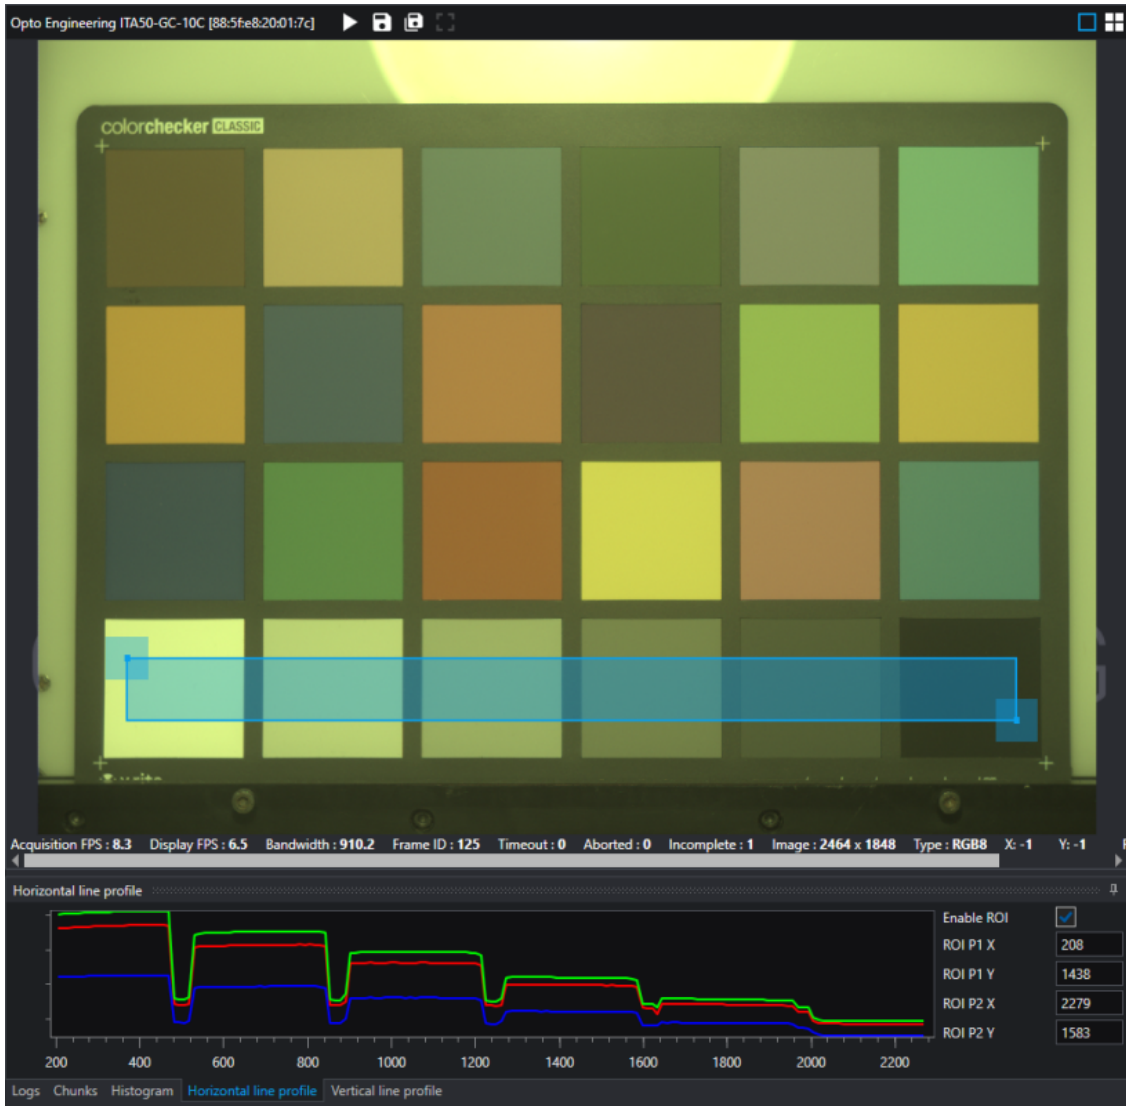 Opto Engineering ITA50-GC-10C [88:5f:e8:20:01:7c]
colorchecker CLASSIC
Acquisition FPS : 8.3 Display FPS : 6.5 Bandwidth : 910.2 Frame ID : 125 Timeout : 0 Aborted : 0 Incomplete : 1 Image : 2464 x 1848 Type : RGB8 X: -1 Y: -1
Horizontal line profile
Enable ROI
ROI P1 X 208
ROI P1 Y 1438
ROI P2 X 2279
ROI P2 Y 1583
200 400 600 800 1000 1200 1400 1600 1800 2000 2200
Logs Chunks Histogram Horizontal line profile Vertical line profile